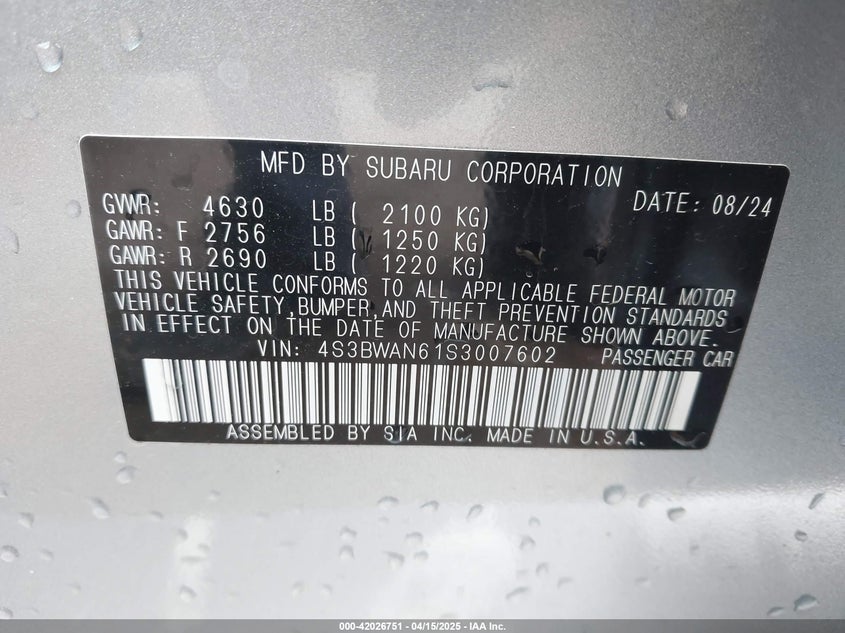 MFD BY SUBARU CORPORATION
GVWR: 4630 LB ( 2100 KG) DATE: 08/24
GAWR: F 2756 LB ( 1250 KG)
GAWR: R 2690 LB ( 1220 KG)
THIS VEHICLE CONFORMS TO ALL APPLICABLE FEDERAL MOTOR
VEHICLE SAFETY,BUMPER,AND THEFT PREVENTION STANDARDS
IN EFFECT ON THE DATE OF MANUFACTURE SHOWN ABOVE.
VIN: 4S3BWAN61S3007602 PASSENGER CAR
ASSEMBLED BY SIA INC. MADE IN U.S.A.
000-42026751 | 04/15/2025 | IAA Inc.